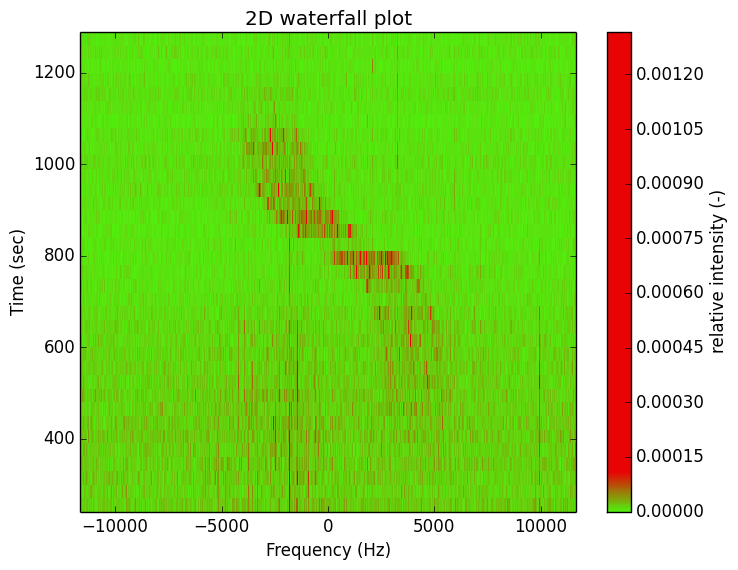 2D waterfall plot
1200
1000
800
600
400
Time (sec)
−10000 −5000 0 5000 10000
Frequency (Hz)
0.00120
0.00105
0.00090
0.00075
0.00060
0.00045
0.00030
0.00015
0.00000
relative intensity (-)